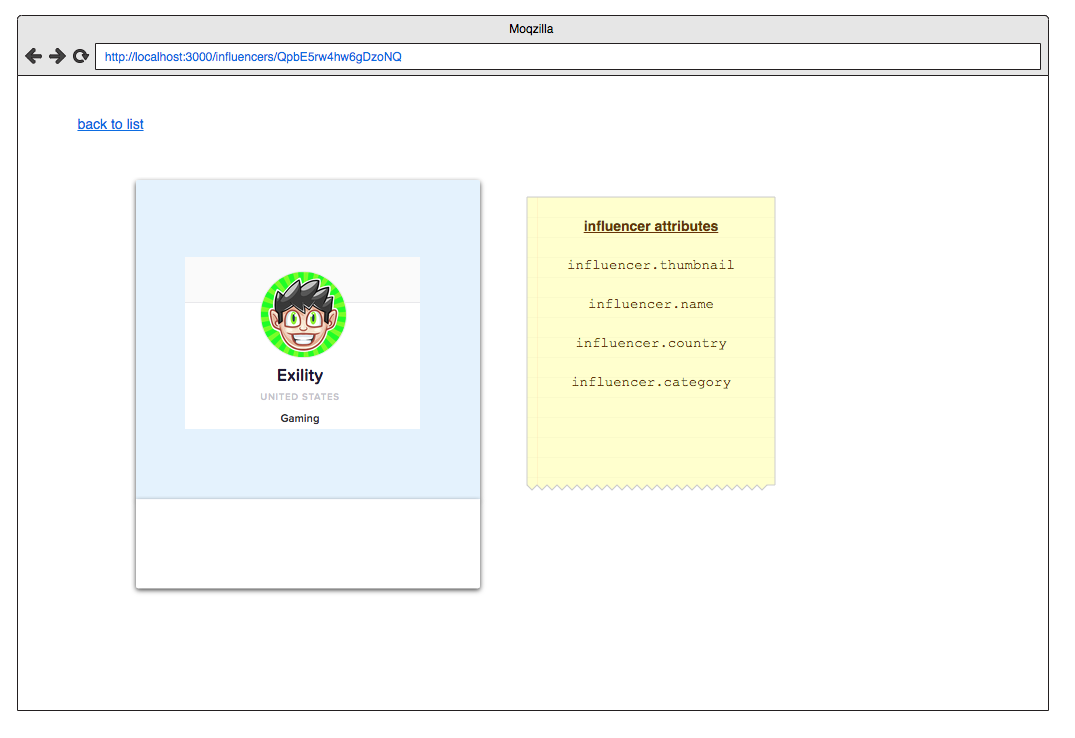 Moqzilla
http://localhost:3000/influencers/QpbE5rw4hw6gDzoNQ
back to list
Exility
UNITED STATES
Gaming
influencer attributes
influencer.thumbnail
influencer.name
influencer.country
influencer.category